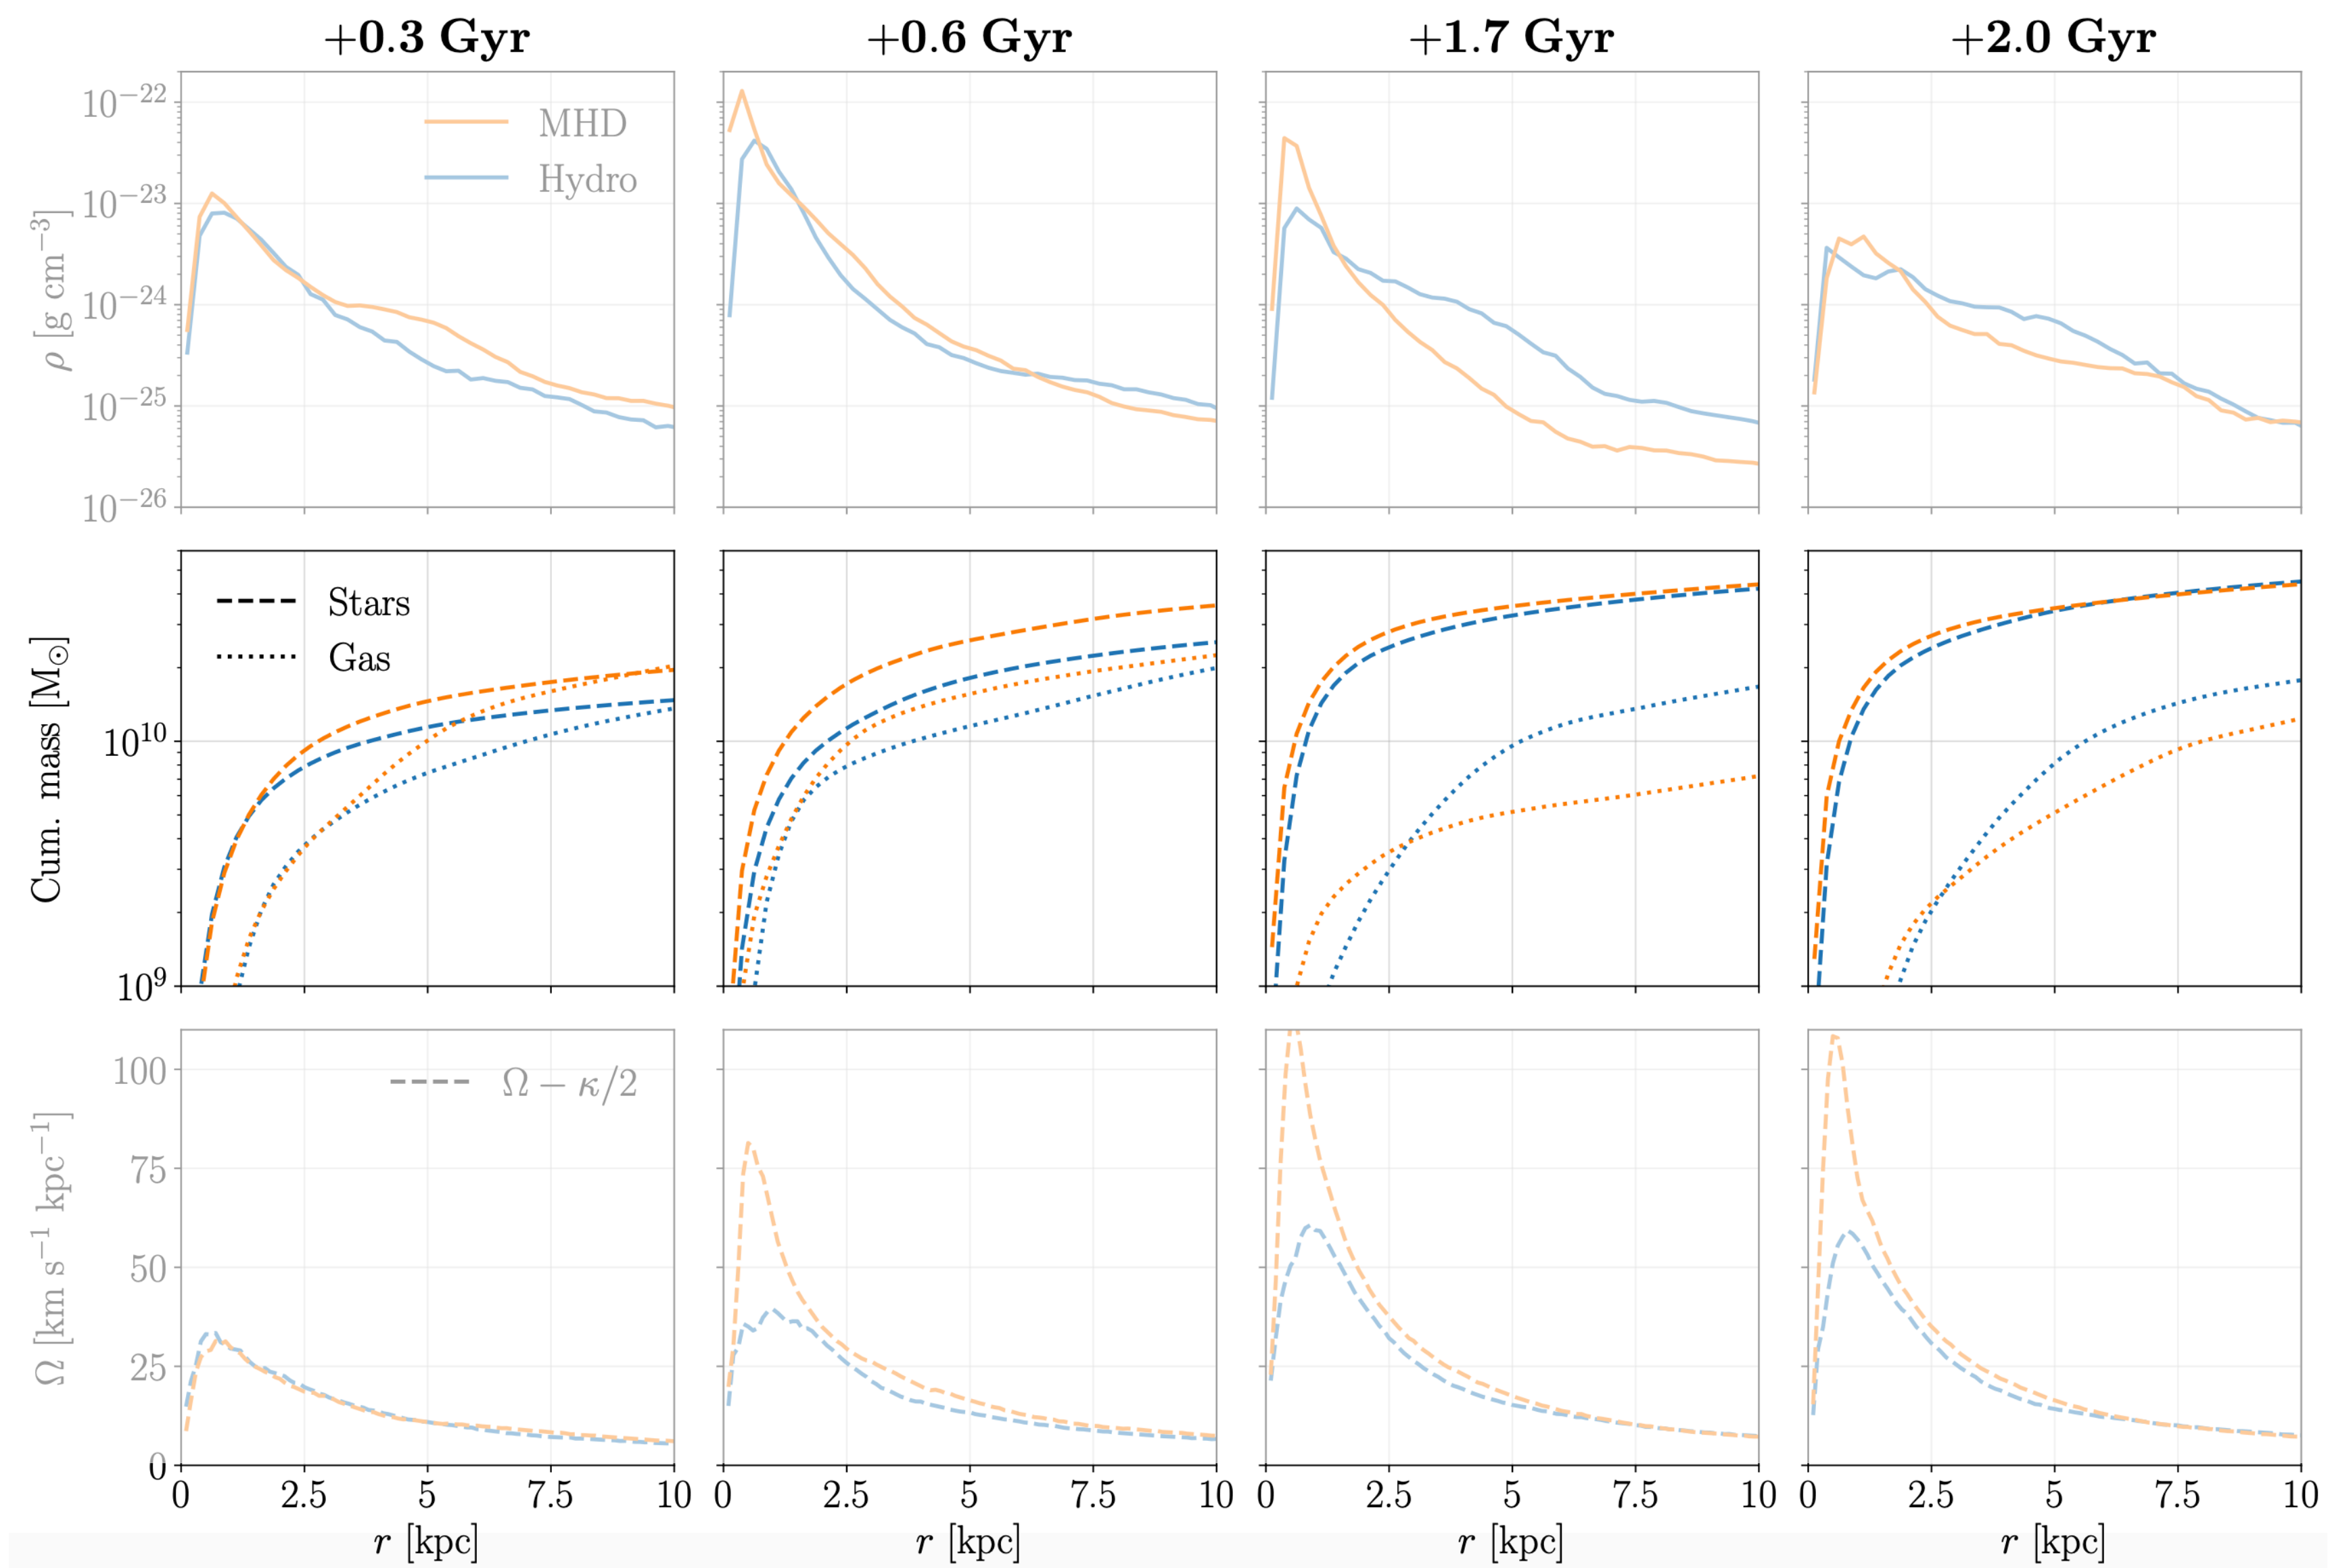 +0.3 Gyr +0.6 Gyr +1.7 Gyr +2.0 Gyr
10⁻²²
MHD
Hydro
10⁻²³
10⁻²⁴
10⁻²⁵
10⁻²⁶
ρ [g cm⁻³]
Stars
Gas
10¹⁰
10⁹
Cum. mass [M⊙]
Ω − κ/2
100
75
50
25
0
Ω [km s⁻¹ kpc⁻¹]
0 2.5 5 7.5 10 0 2.5 5 7.5 10 0 2.5 5 7.5 10 0 2.5 5 7.5 10
r [kpc] r [kpc] r [kpc] r [kpc]